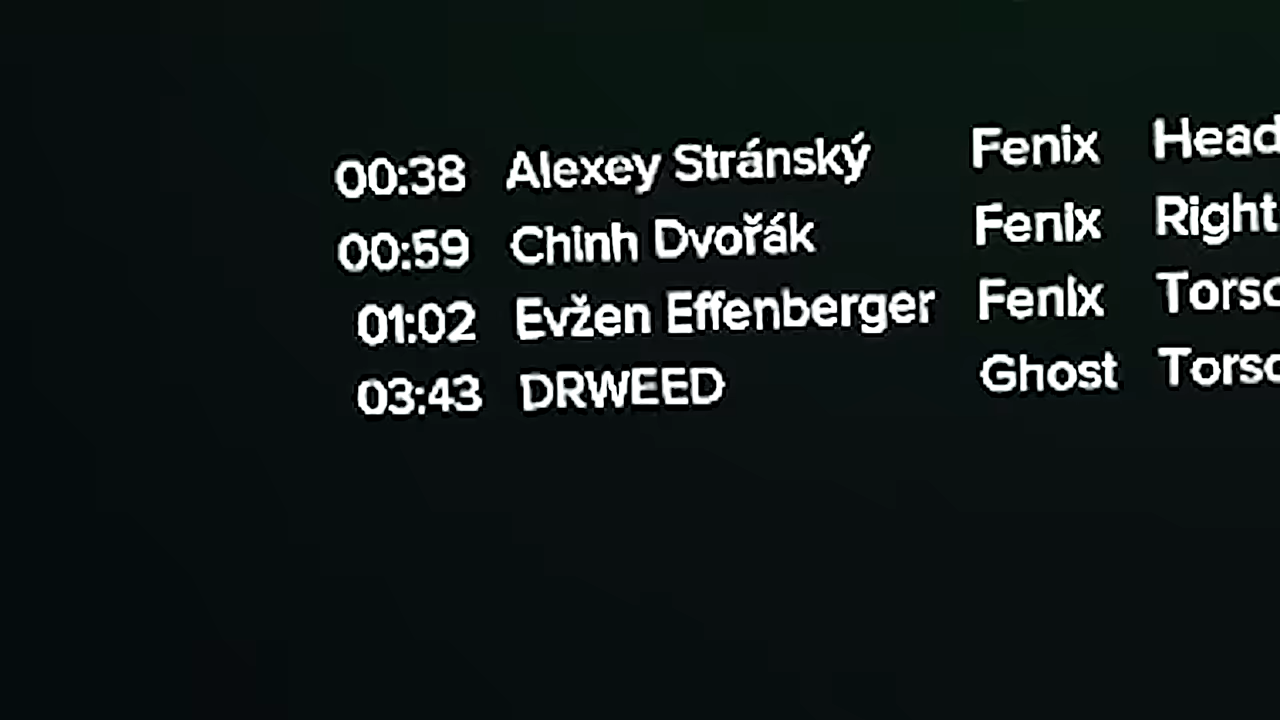 00:38 Alexey Stránský Fenix Head
00:59 Chinh Dvořák Fenix Right
01:02 Evžen Effenberger Fenix
03:43 DRWEED Ghost